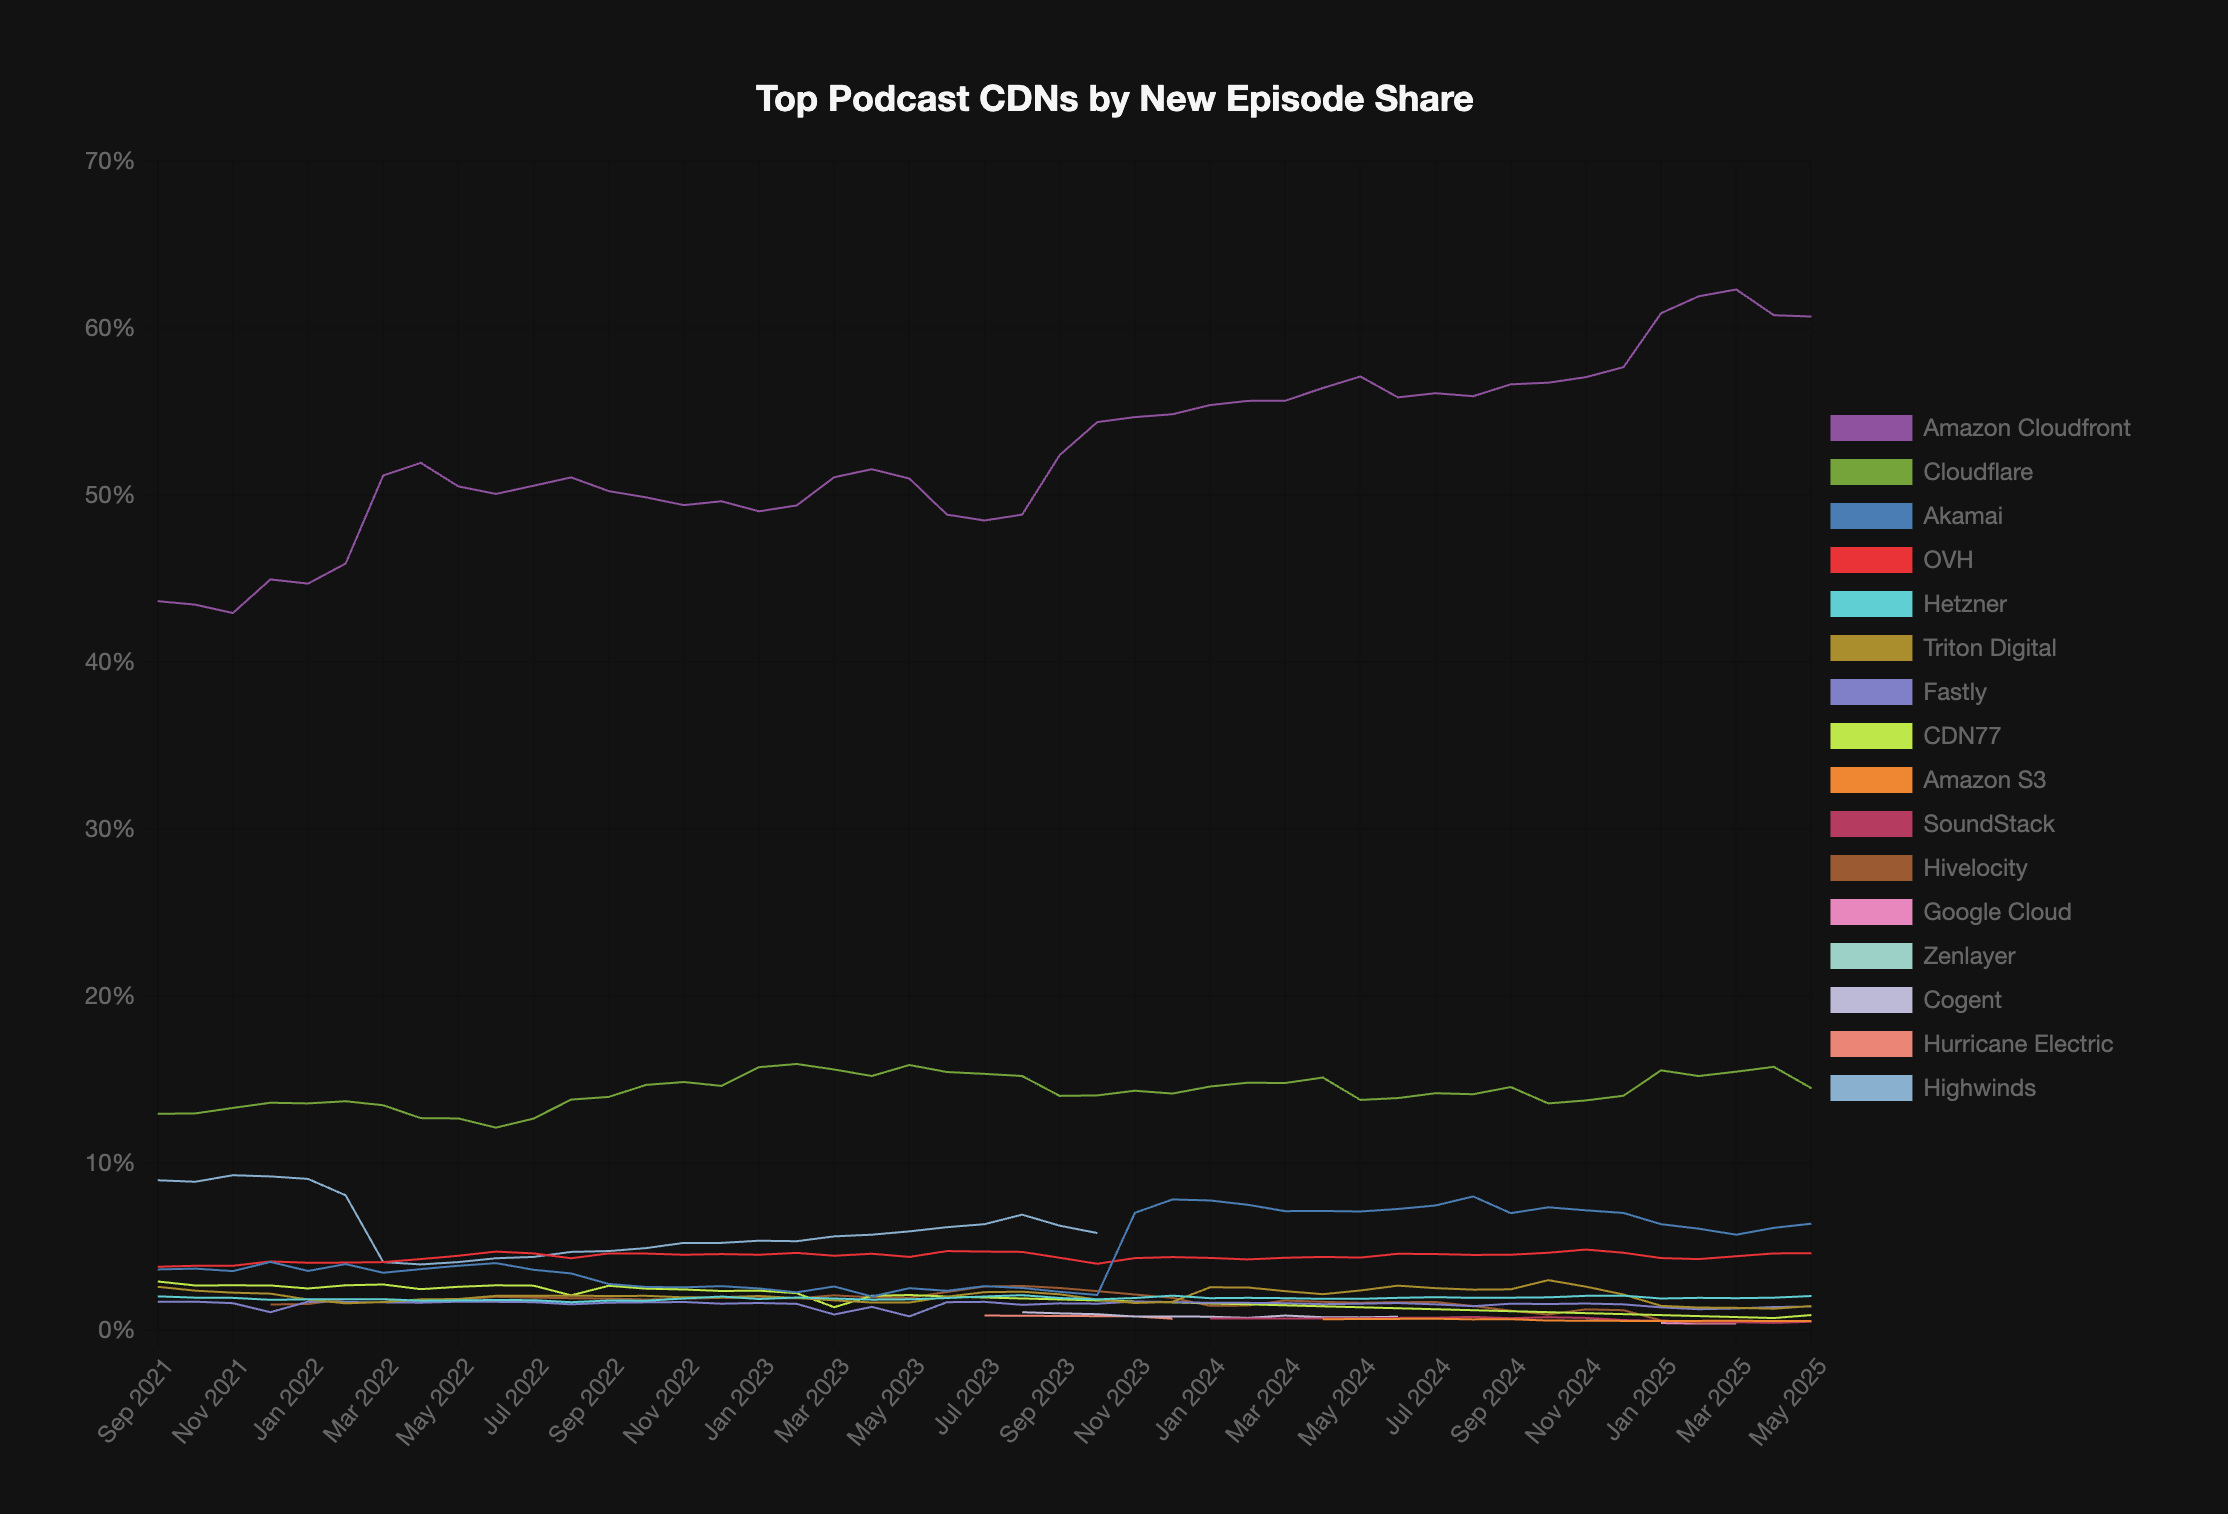 Top Podcast CDNs by New Episode Share
70%
60%
50%
40%
30%
20%
10%
0%
Amazon Cloudfront
Cloudflare
Akamai
OVH
Hetzner
Triton Digital
Fastly
CDN77
Amazon S3
SoundStack
Hivelocity
Google Cloud
Zenlayer
Cogent
Hurricane Electric
Highwinds
Sep 2021
Nov 2021
Jan 2022
Mar 2022
May 2022
Jul 2022
Sep 2022
Nov 2022
Jan 2023
Mar 2023
May 2023
Jul 2023
Sep 2023
Nov 2023
Jan 2024
Mar 2024
May 2024
Jul 2024
Sep 2024
Nov 2024
Jan 2025
Mar 2025
May 2025